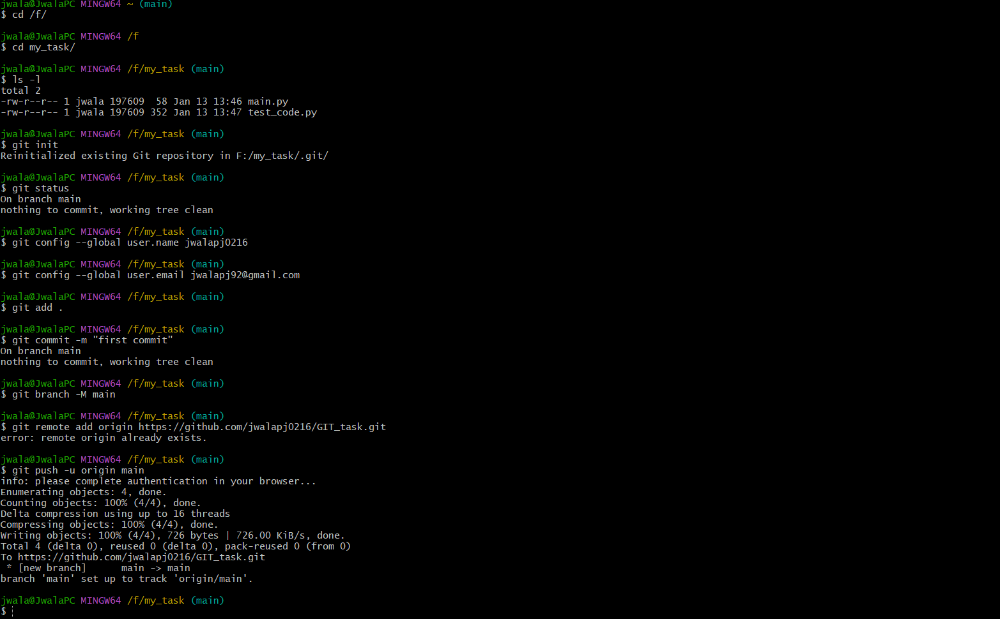 jwala@JwalaPC MINGW64 ~ (main)
$ cd /f/
jwala@JwalaPC MINGW64 /f
$ cd my_task/
jwala@JwalaPC MINGW64 /f/my_task (main)
$ ls -l
total 2
-rw-r--r-- 1 jwala 197609  58 Jan 13 13:46 main.py
-rw-r--r-- 1 jwala 197609 352 Jan 13 13:47 test_code.py
jwala@JwalaPC MINGW64 /f/my_task (main)
$ git init
Reinitialized existing Git repository in F:/my_task/.git/
jwala@JwalaPC MINGW64 /f/my_task (main)
$ git status
On branch main
nothing to commit, working tree clean
jwala@JwalaPC MINGW64 /f/my_task (main)
$ git config --global user.name jwalapj0216
jwala@JwalaPC MINGW64 /f/my_task (main)
$ git config --global user.email jwalapj92@gmail.com
jwala@JwalaPC MINGW64 /f/my_task (main)
$ git add .
jwala@JwalaPC MINGW64 /f/my_task (main)
$ git commit -m "first commit"
On branch main
nothing to commit, working tree clean
jwala@JwalaPC MINGW64 /f/my_task (main)
$ git branch -M main
jwala@JwalaPC MINGW64 /f/my_task (main)
$ git remote add origin https://github.com/jwalapj0216/GIT_task.git
error: remote origin already exists.
jwala@JwalaPC MINGW64 /f/my_task (main)
$ git push -u origin main
info: please complete authentication in your browser...
Enumerating objects: 4, done.
Counting objects: 100% (4/4), done.
Delta compression using up to 16 threads
Compressing objects: 100% (4/4), done.
Writing objects: 100% (4/4), 726 bytes | 726.00 KiB/s, done.
Total 4 (delta 0), reused 0 (delta 0), pack-reused 0 (from 0)
To https://github.com/jwalapj0216/GIT_task.git
 * [new branch]      main -> main
branch 'main' set up to track 'origin/main'.
jwala@JwalaPC MINGW64 /f/my_task (main)
$